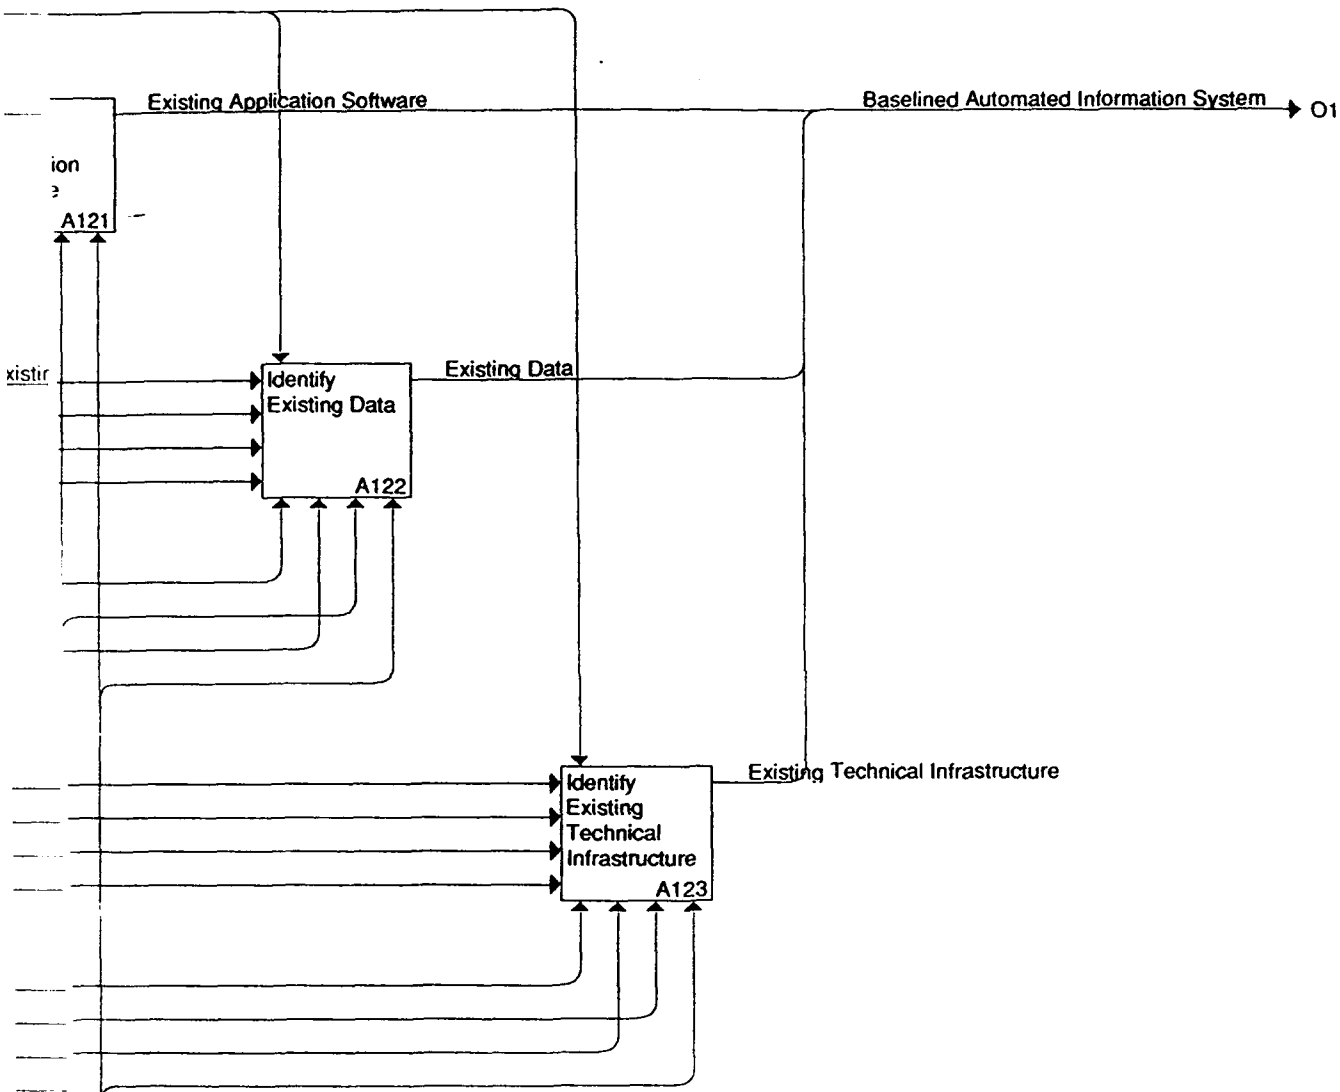 Existing Application Software
Baselined Automated Information System
O1
ion
e
A121
xistir
Identify
Existing Data
A122
Existing Data
Identify
Existing
Technical
Infrastructure
A123
Existing Technical Infrastructure